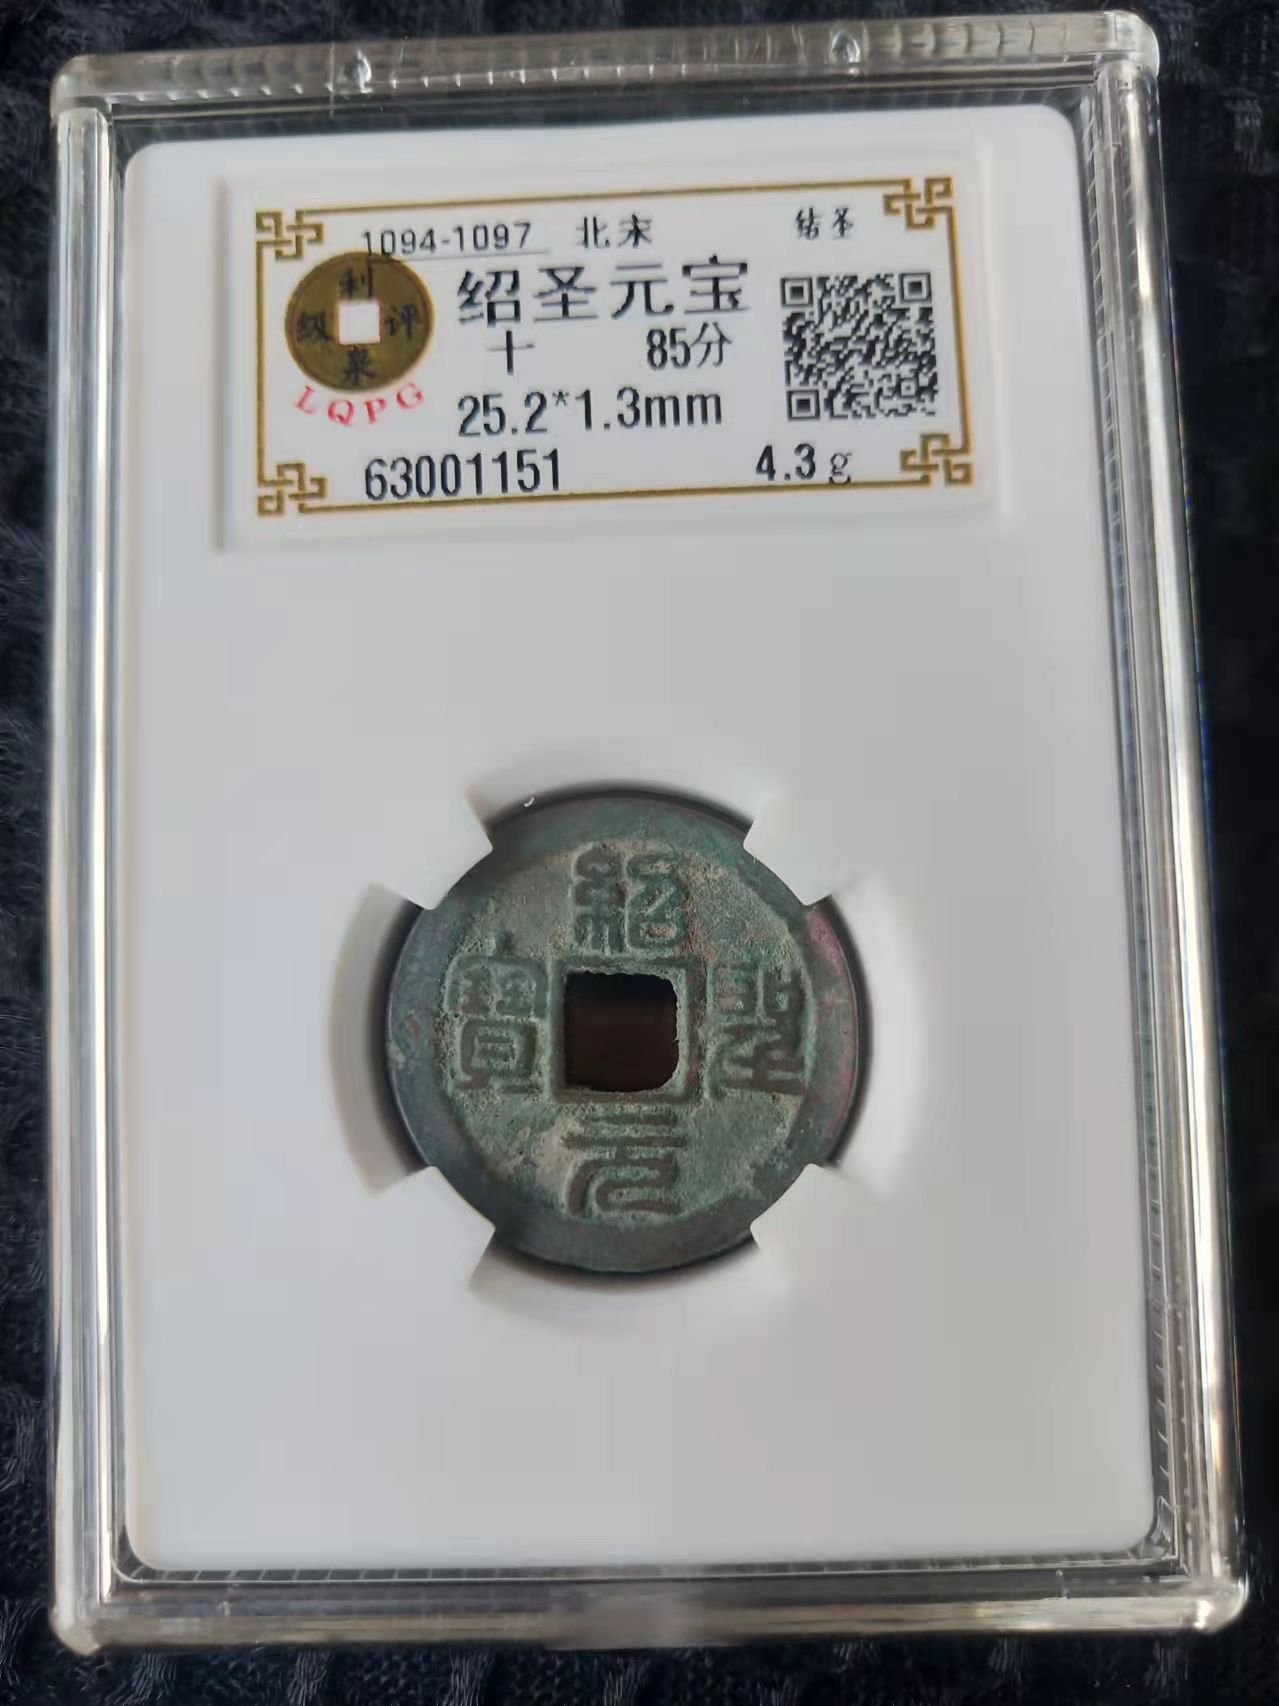 1094-1097 北宋 结圣
利泉评级
LQPG
绍圣元宝
十 85分
25.2*1.3mm
63001151 4.3g
紹聖元寶